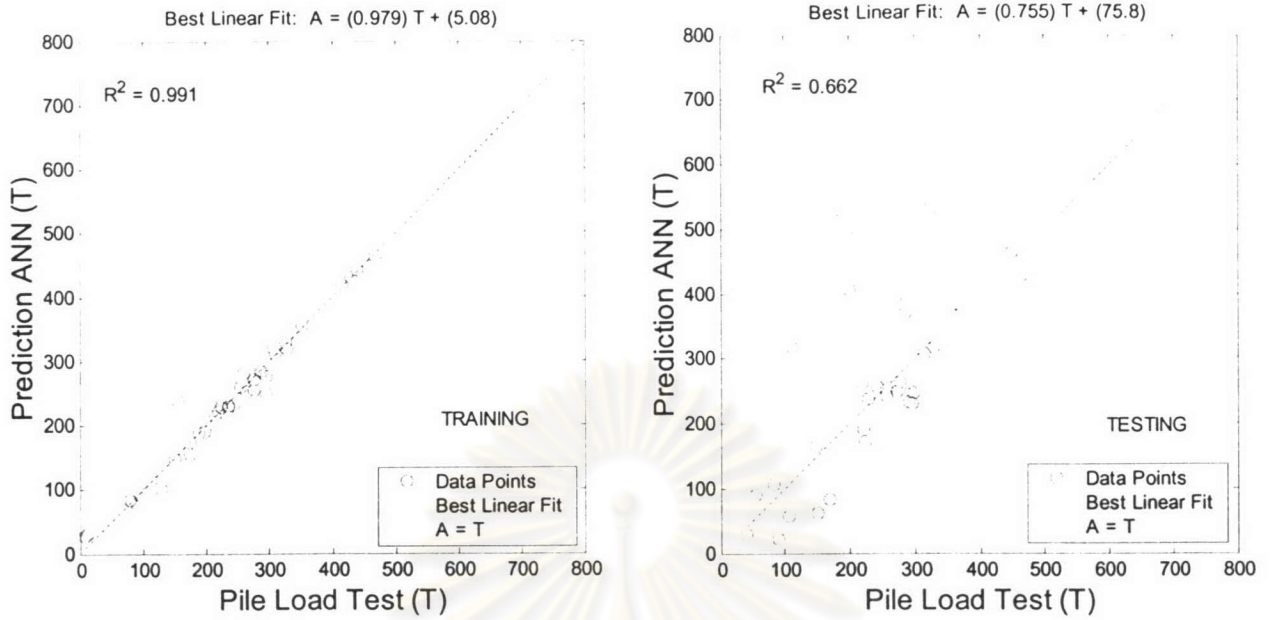 Best Linear Fit: A = (0.979) T + (5.08)
800
700
600
500
400
300
200
100
0
Prediction ANN (T)
R² = 0.991
TRAINING
Data Points
Best Linear Fit
A = T
0 100 200 300 400 500 600 700 800
Pile Load Test (T)
Best Linear Fit: A = (0.755) T + (75.8)
800
700
600
500
400
300
200
100
0
Prediction ANN (T)
R² = 0.662
TESTING
Data Points
Best Linear Fit
A = T
0 100 200 300 400 500 600 700 800
Pile Load Test (T)